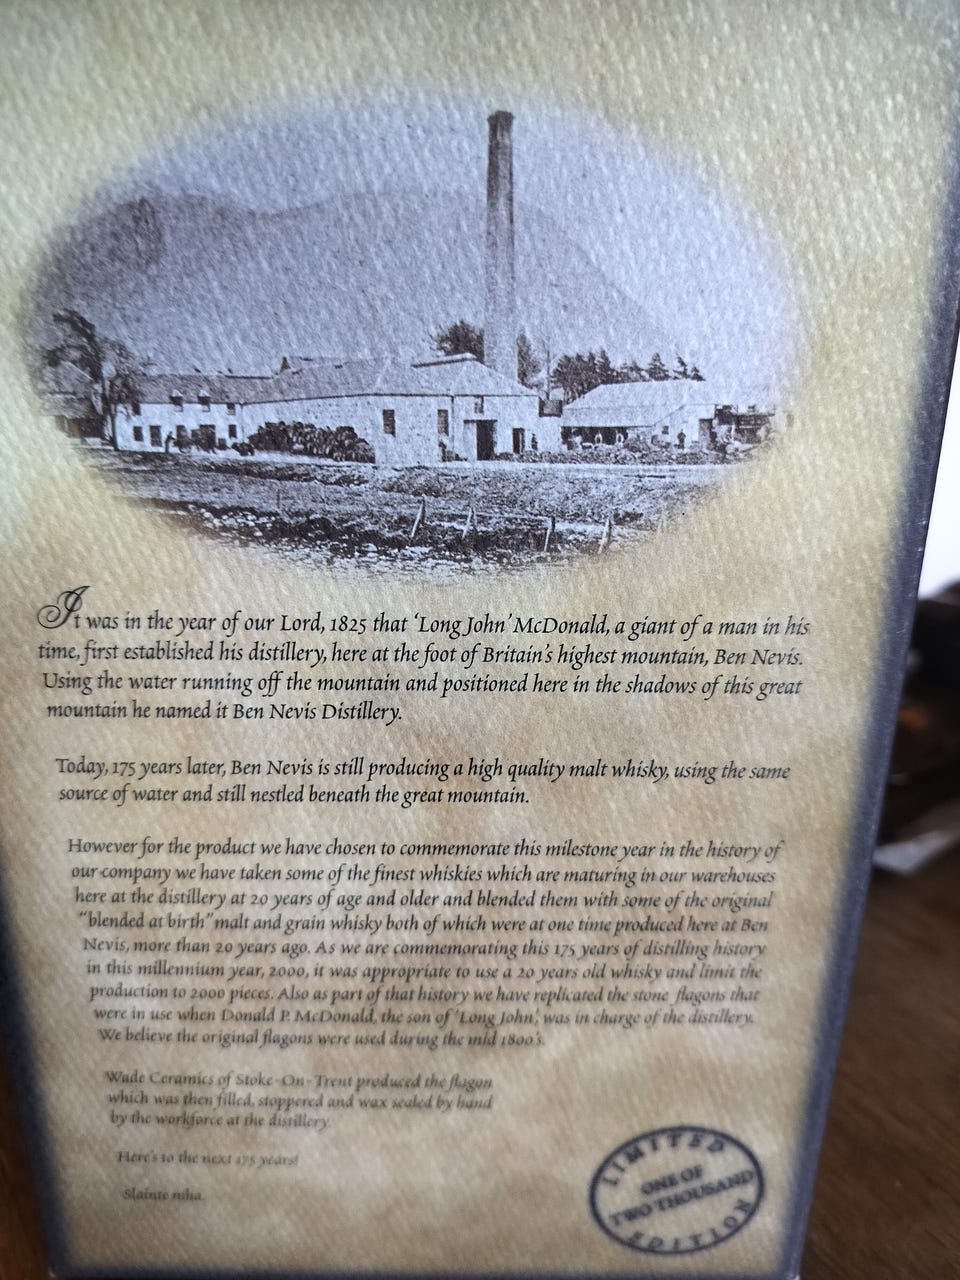 It was in the year of our Lord, 1825 that ‘Long John’ McDonald, a giant of a man in his
time, first established his distillery, here at the foot of Britain’s highest mountain, Ben Nevis.
Using the water running off the mountain and positioned here in the shadows of this great
mountain he named it Ben Nevis Distillery.
Today, 175 years later, Ben Nevis is still producing a high quality malt whisky, using the same
source of water and still nestled beneath the great mountain.
However for the product we have chosen to commemorate this milestone year in the history of
our company we have taken some of the finest whiskies which are maturing in our warehouses
here at the distillery at 20 years of age and older and blended them with some of the original
“blended at birth” malt and grain whisky both of which were at one time produced here at Ben
Nevis, more than 20 years ago. As we are commemorating this 175 years of distilling history
in this millennium year, 2000, it was appropriate to use a 20 years old whisky and limit the
production to 2000 pieces. Also as part of that history we have replicated the stone flagons that
were in use when Donald P. McDonald, the son of ‘Long John’, was in charge of the distillery.
We believe the original flagons were used during the mid 1800’s.
Wade Ceramics of Stoke-On-Trent produced the flagon
which was then filled, stoppered and wax sealed by hand
by the workforce at the distillery.
Here’s to the next 175 years!
Slainte mha
LIMITED
ONE OF
TWO THOUSAND
EDITION